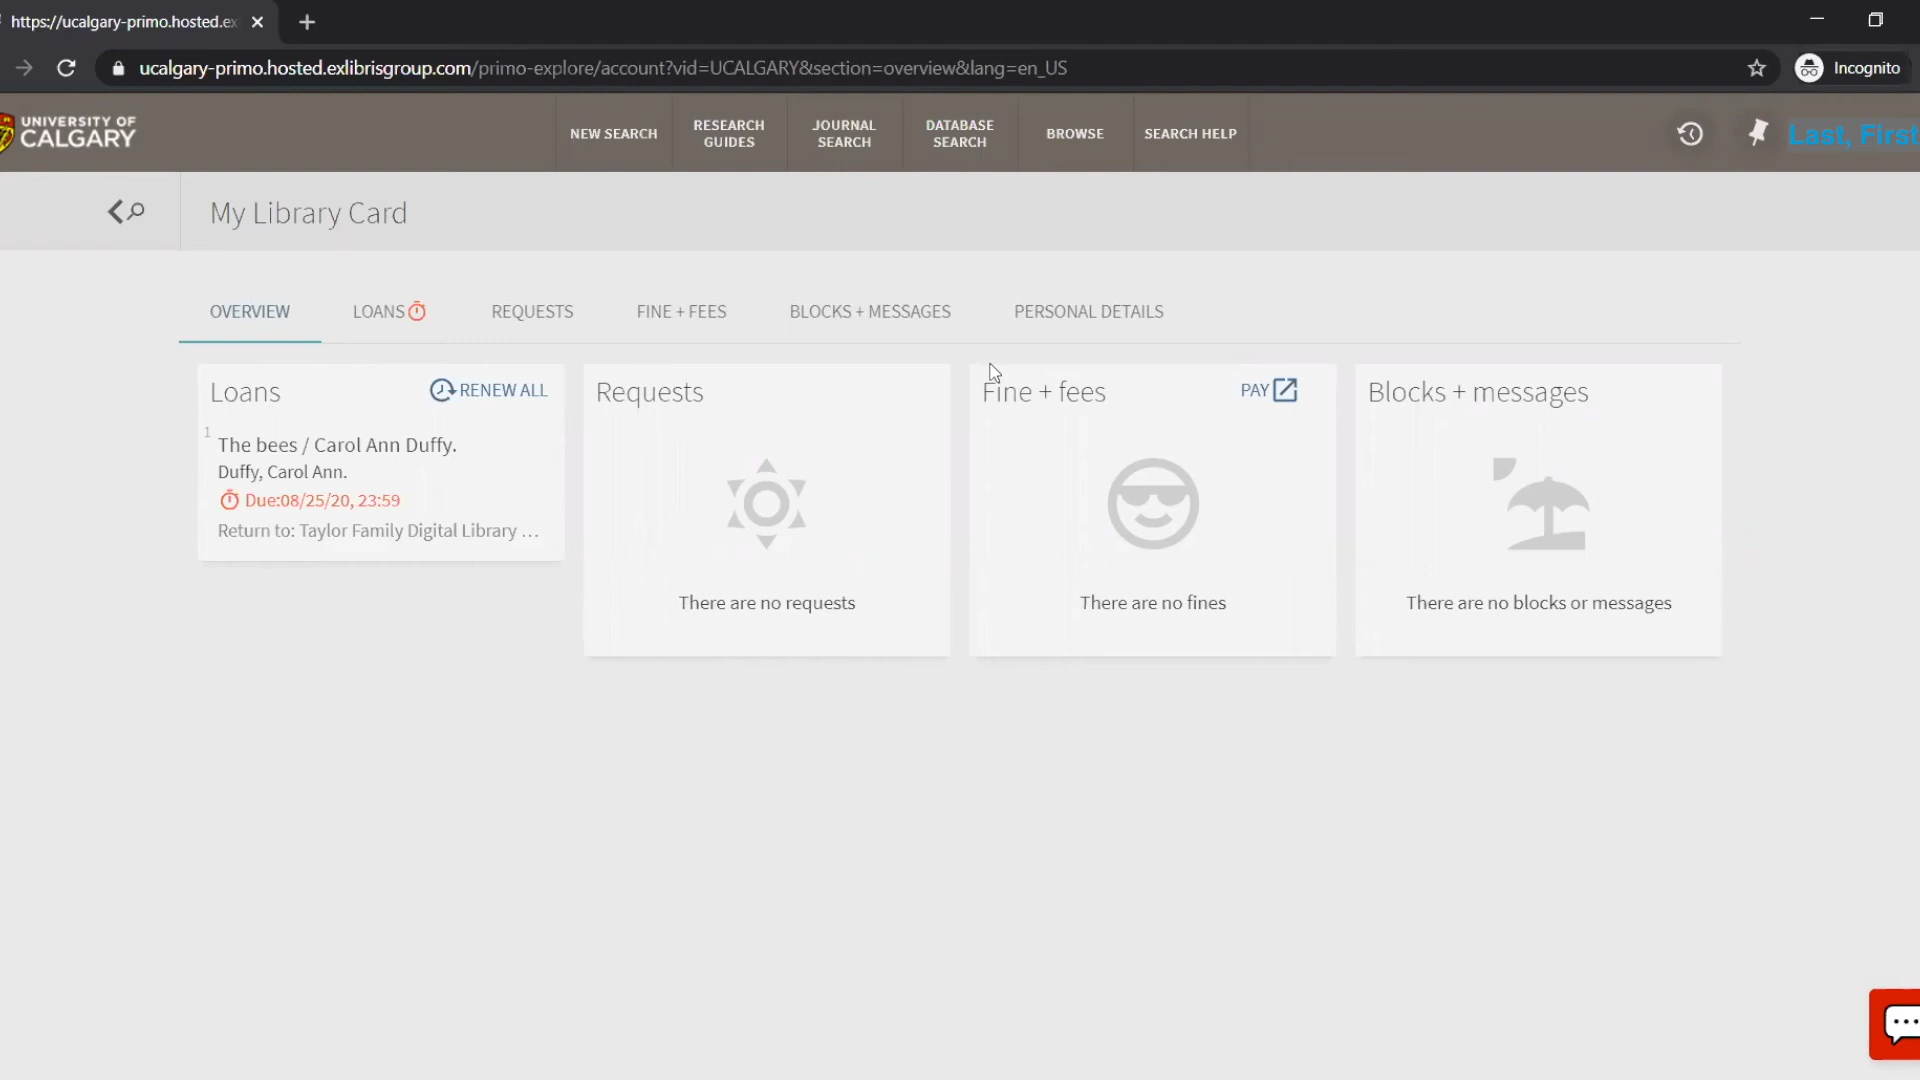 https://ucalgary-primo.hosted.ex
ucalgary-primo.hosted.exlibrisgroup.com/primo-explore/account?vid=UCALGARY&section=overview&lang=en_US
Incognito
UNIVERSITY OF
CALGARY
NEW SEARCH
RESEARCH
GUIDES
JOURNAL
SEARCH
DATABASE
SEARCH
BROWSE
SEARCH HELP
Last, First
My Library Card
OVERVIEW
LOANS
REQUESTS
FINE + FEES
BLOCKS + MESSAGES
PERSONAL DETAILS
Loans
RENEW ALL
1
The bees / Carol Ann Duffy.
Duffy, Carol Ann.
Due:08/25/20, 23:59
Return to: Taylor Family Digital Library ...
Requests
There are no requests
Fine + fees
PAY
There are no fines
Blocks + messages
There are no blocks or messages